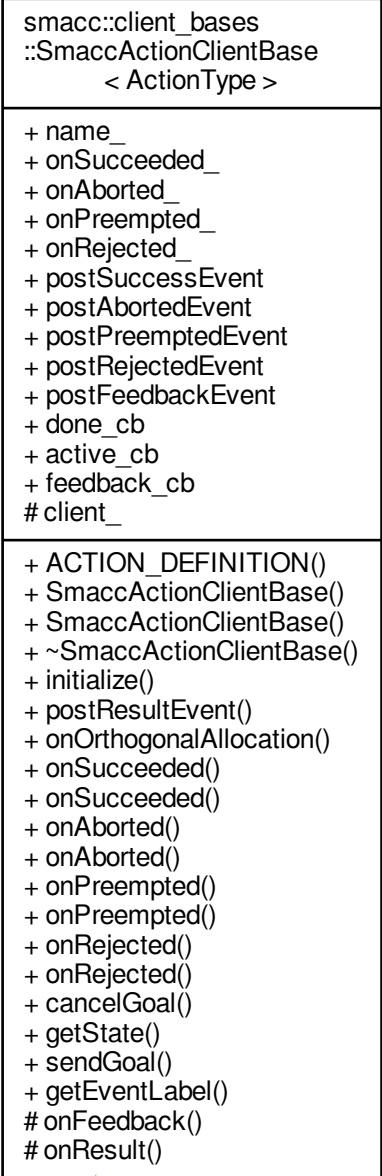 smacc::client_bases
::SmaccActionClientBase
< ActionType >
+ name_
+ onSucceeded_
+ onAborted_
+ onPreempted_
+ onRejected_
+ postSuccessEvent
+ postAbortedEvent
+ postPreemptedEvent
+ postRejectedEvent
+ postFeedbackEvent
+ done_cb
+ active_cb
+ feedback_cb
# client_
+ ACTION_DEFINITION()
+ SmaccActionClientBase()
+ SmaccActionClientBase()
+ ~SmaccActionClientBase()
+ initialize()
+ postResultEvent()
+ onOrthogonalAllocation()
+ onSucceeded()
+ onSucceeded()
+ onAborted()
+ onAborted()
+ onPreempted()
+ onPreempted()
+ onRejected()
+ onRejected()
+ cancelGoal()
+ getState()
+ sendGoal()
+ getEventLabel()
# onFeedback()
# onResult()